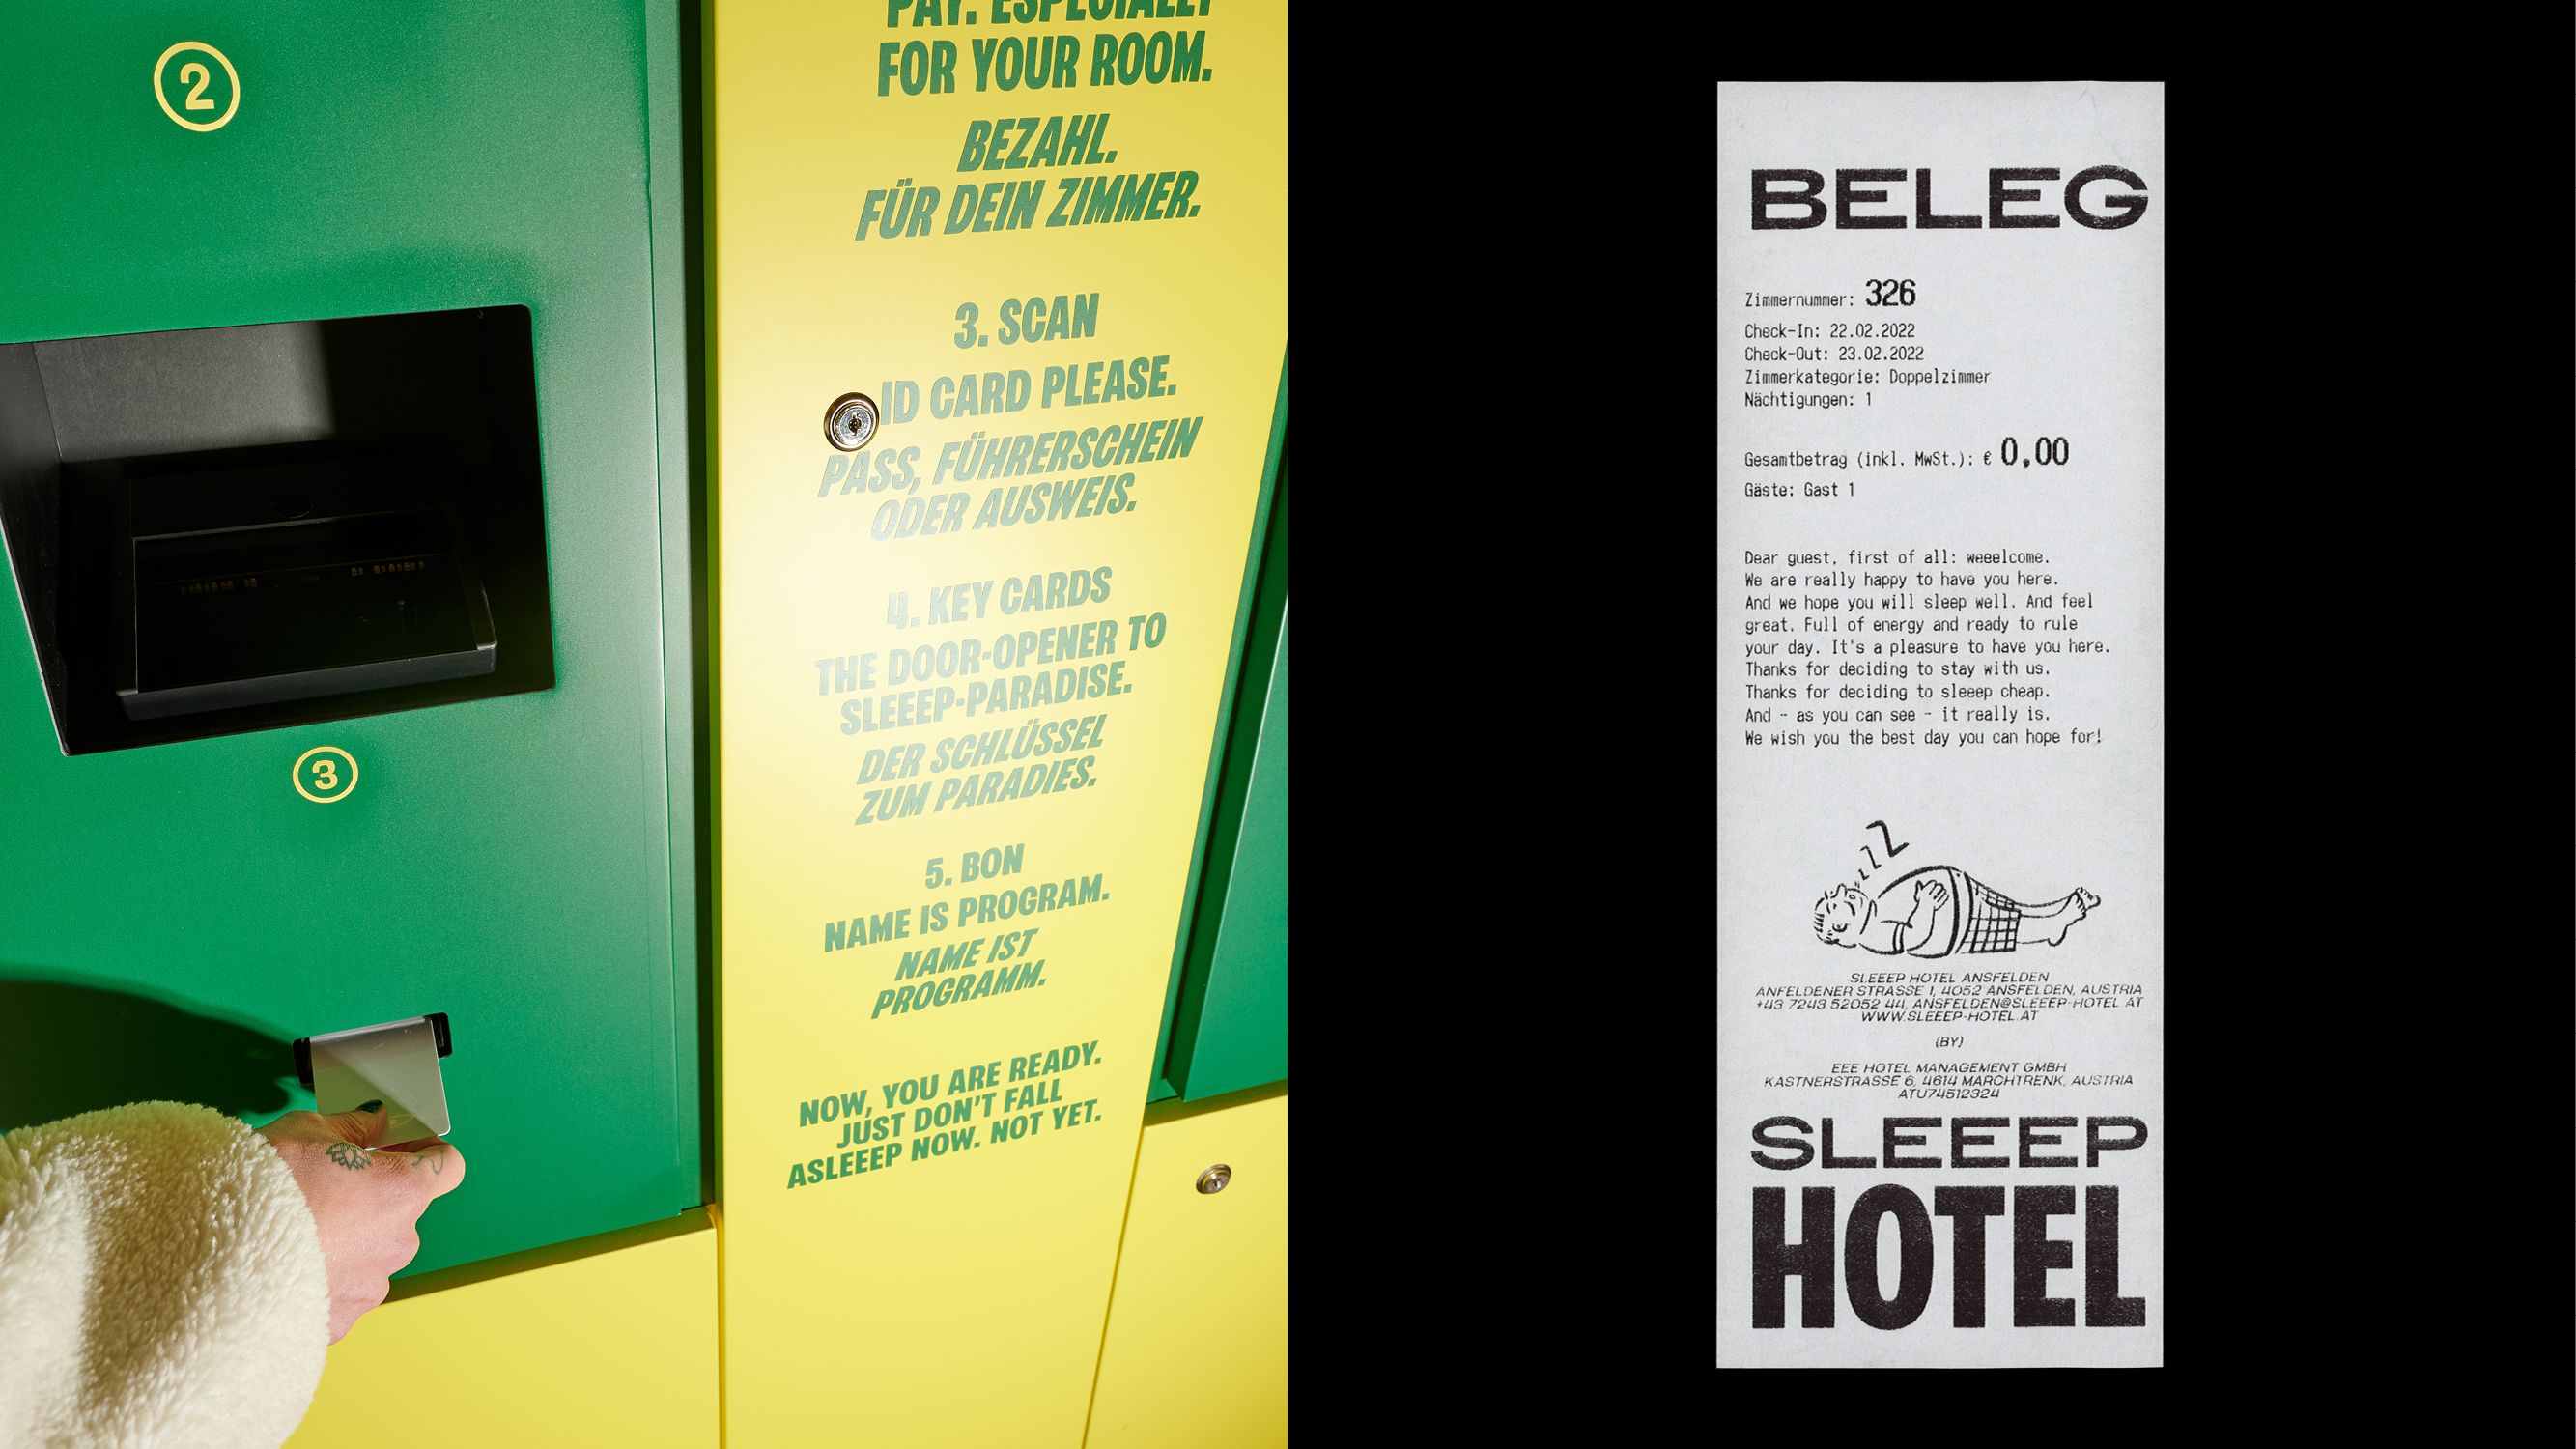 2
PAY. ESPECIALLY
FOR YOUR ROOM.
BEZAHL.
FÜR DEIN ZIMMER.
3. SCAN
ID CARD PLEASE.
PASS, FÜHRERSCHEIN
ODER AUSWEIS.
4. KEY CARDS
THE DOOR-OPENER TO
SLEEEP-PARADISE.
DER SCHLÜSSEL
ZUM PARADIES.
3
5. BON
NAME IS PROGRAM.
NAME IST
PROGRAMM.
NOW, YOU ARE READY.
JUST DON'T FALL
ASLEEEP NOW. NOT YET.
BELEG
Zimmernummer: 326
Check-In: 22.02.2022
Check-Out: 23.02.2022
Zimmerkategorie: Doppelzimmer
Nächtigungen: 1
Gesamtbetrag (inkl. MwSt.): € 0,00
Gäste: Gast 1
Dear guest, first of all: weeelcome.
We are really happy to have you here.
And we hope you will sleep well. And feel
great. Full of energy and ready to rule
your day. It's a pleasure to have you here.
Thanks for deciding to stay with us.
Thanks for deciding to sleeep cheap.
And - as you can see - it really is.
We wish you the best day you can hope for!
zzzZ
SLEEEP HOTEL ANSFELDEN
ANFELDENER STRASSE 1, 4052 ANSFELDEN, AUSTRIA
+43 7243 52052 44, ANSFELDEN@SLEEEP-HOTEL AT
WWW.SLEEEP-HOTEL.AT
(BY)
EEE HOTEL MANAGEMENT GMBH
KASTNERSTRASSE 6, 4614 MARCHTRENK, AUSTRIA
ATU74512324
SLEEEP
HOTEL